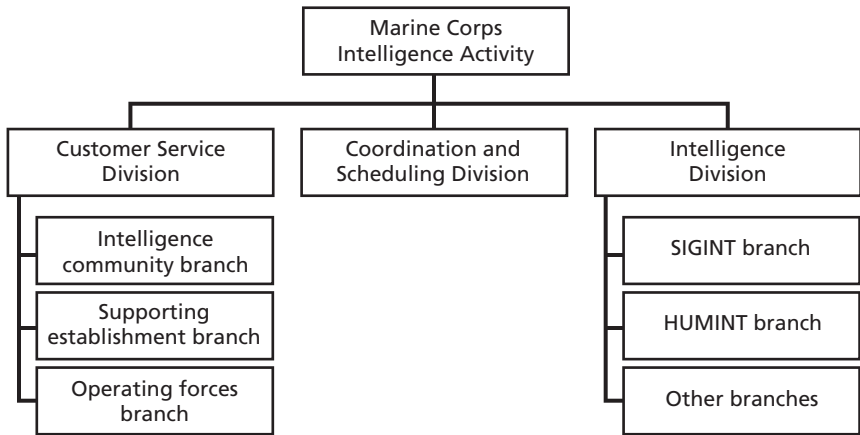 Marine Corps
Intelligence Activity
Customer Service
Division
Coordination and
Scheduling Division
Intelligence
Division
Intelligence
community branch
Supporting
establishment branch
Operating forces
branch
SIGINT branch
HUMINT branch
Other branches